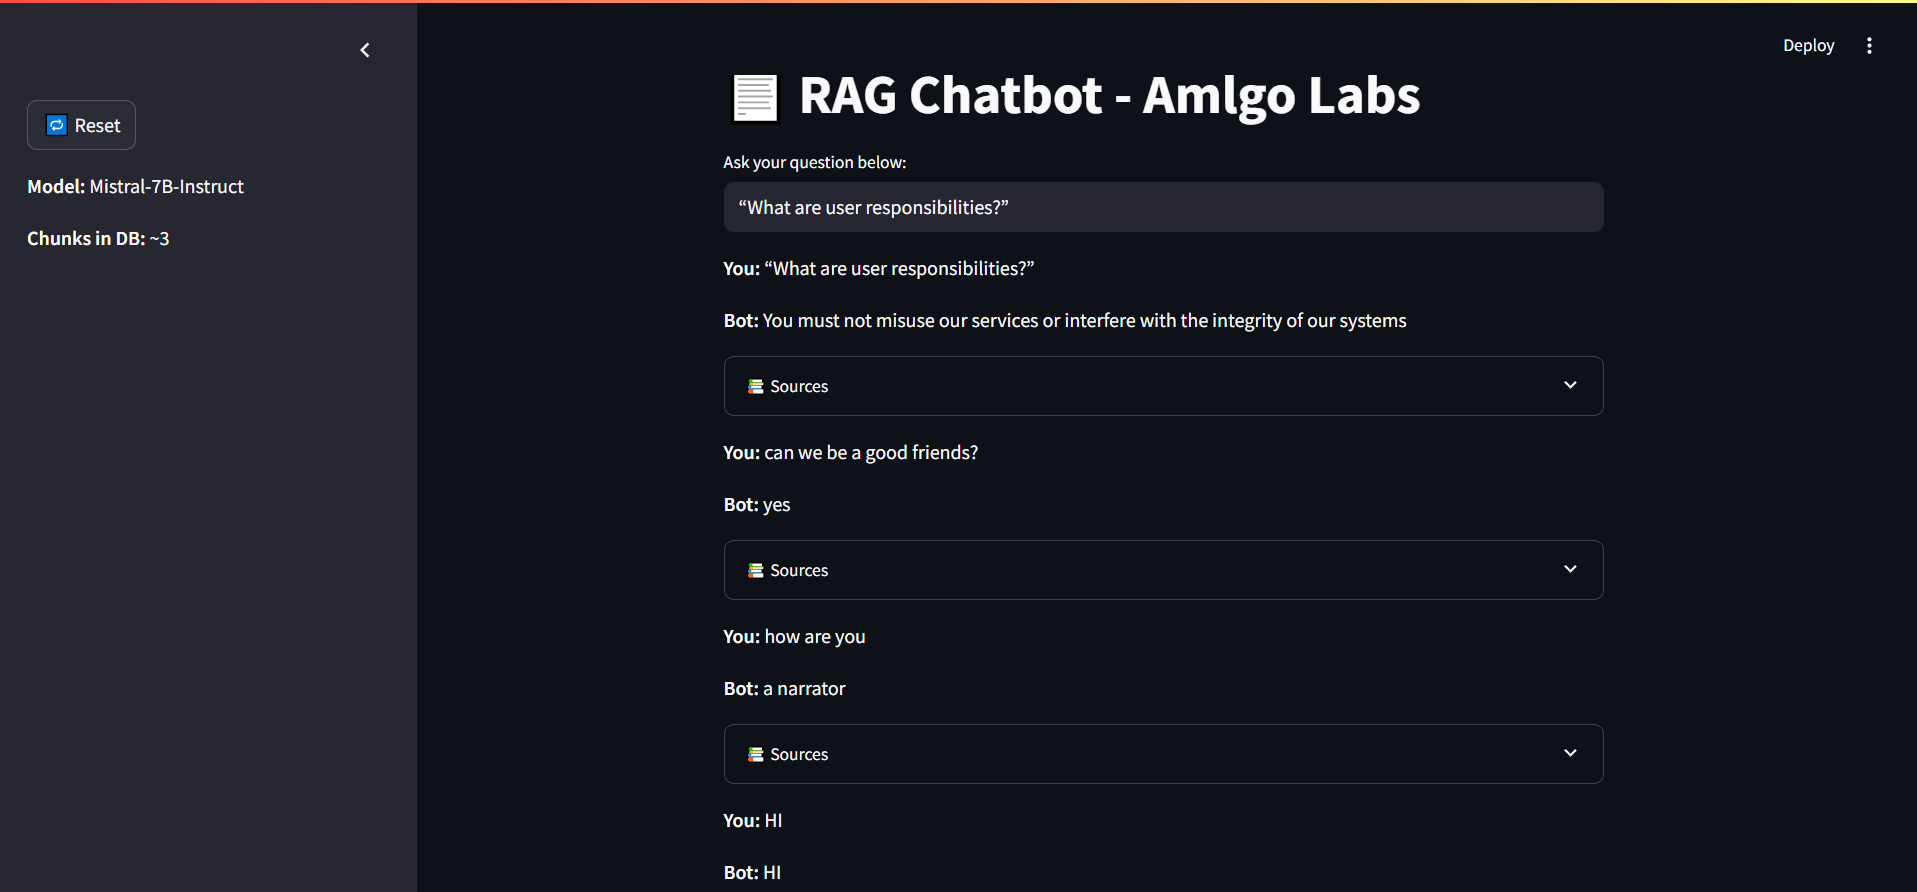 Reset
Model: Mistral-7B-Instruct
Chunks in DB: ~3
Deploy
RAG Chatbot - Amlgo Labs
Ask your question below:
“What are user responsibilities?”
You: “What are user responsibilities?”
Bot: You must not misuse our services or interfere with the integrity of our systems
Sources
You: can we be a good friends?
Bot: yes
Sources
You: how are you
Bot: a narrator
Sources
You: HI
Bot: HI